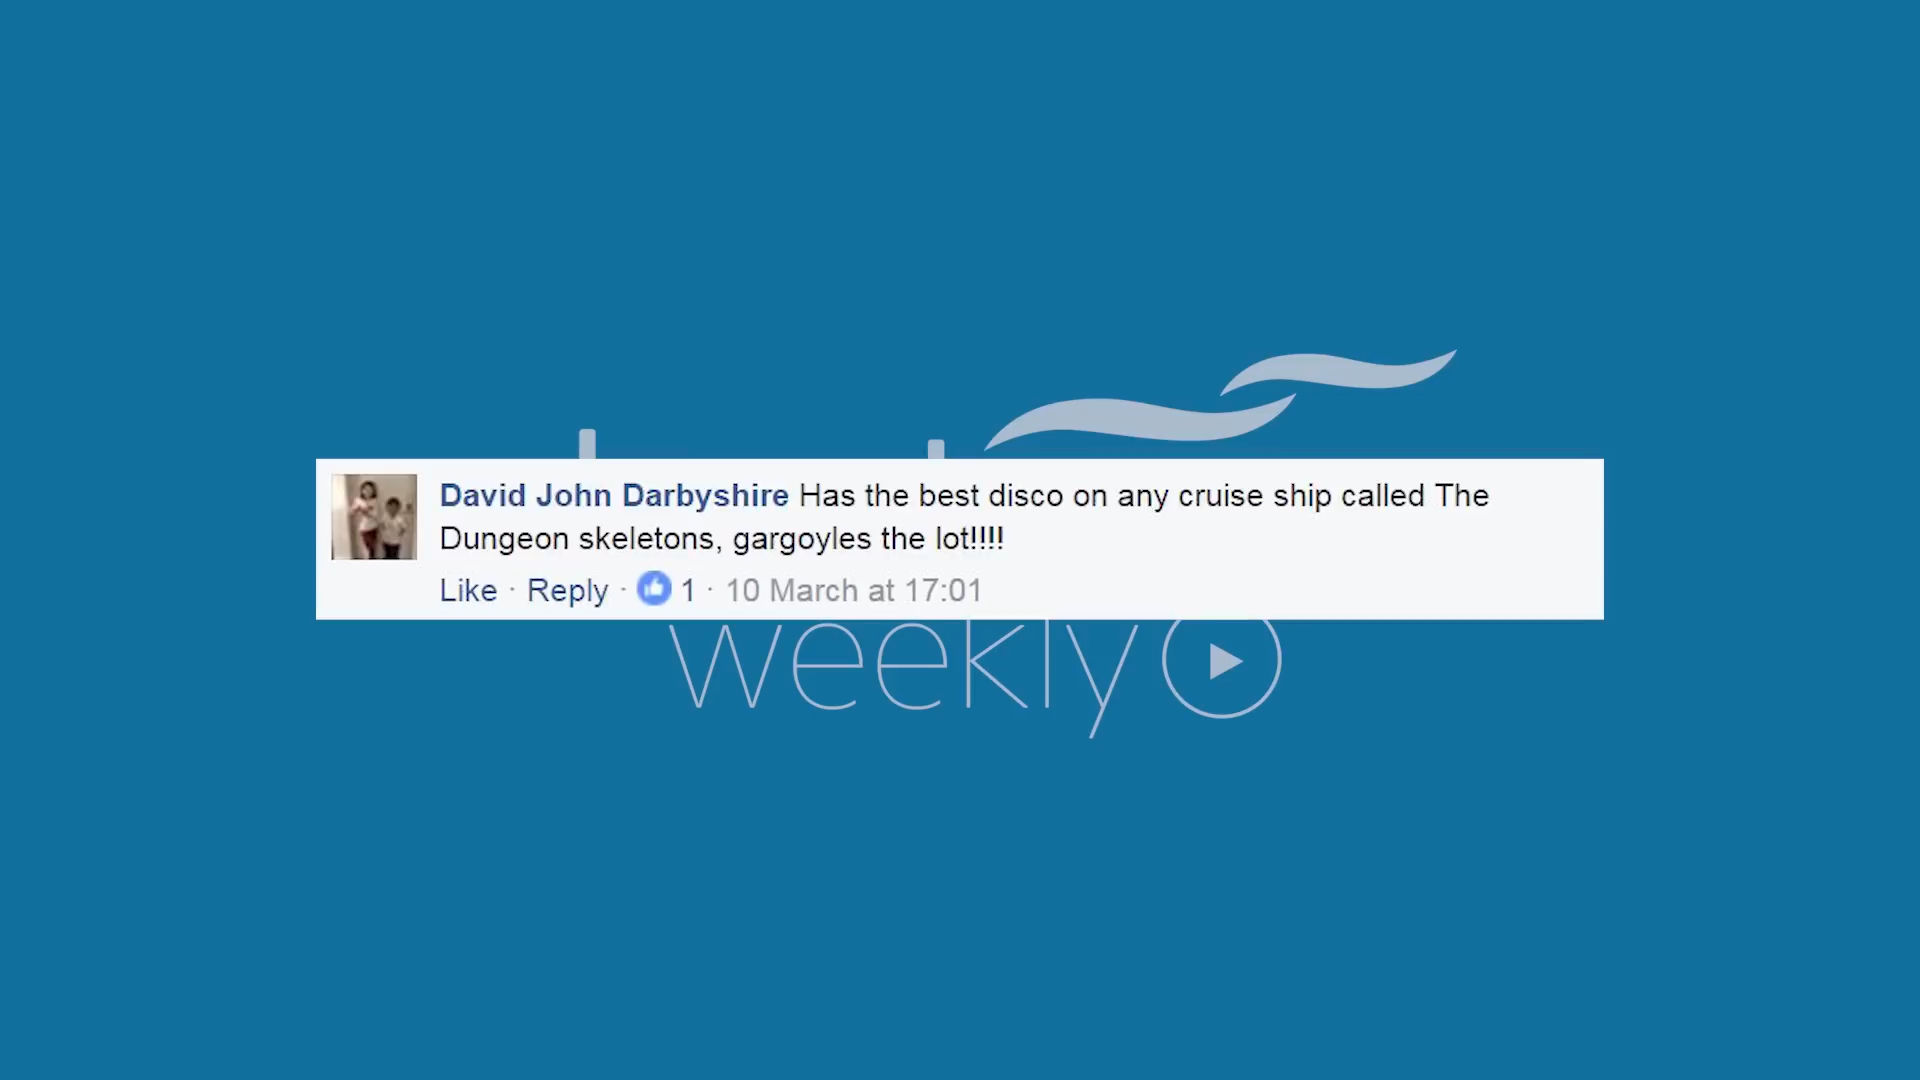 David John Darbyshire Has the best disco on any cruise ship called The
Dungeon skeletons, gargoyles the lot!!!!
Like · Reply · 1 · 10 March at 17:01
weekly